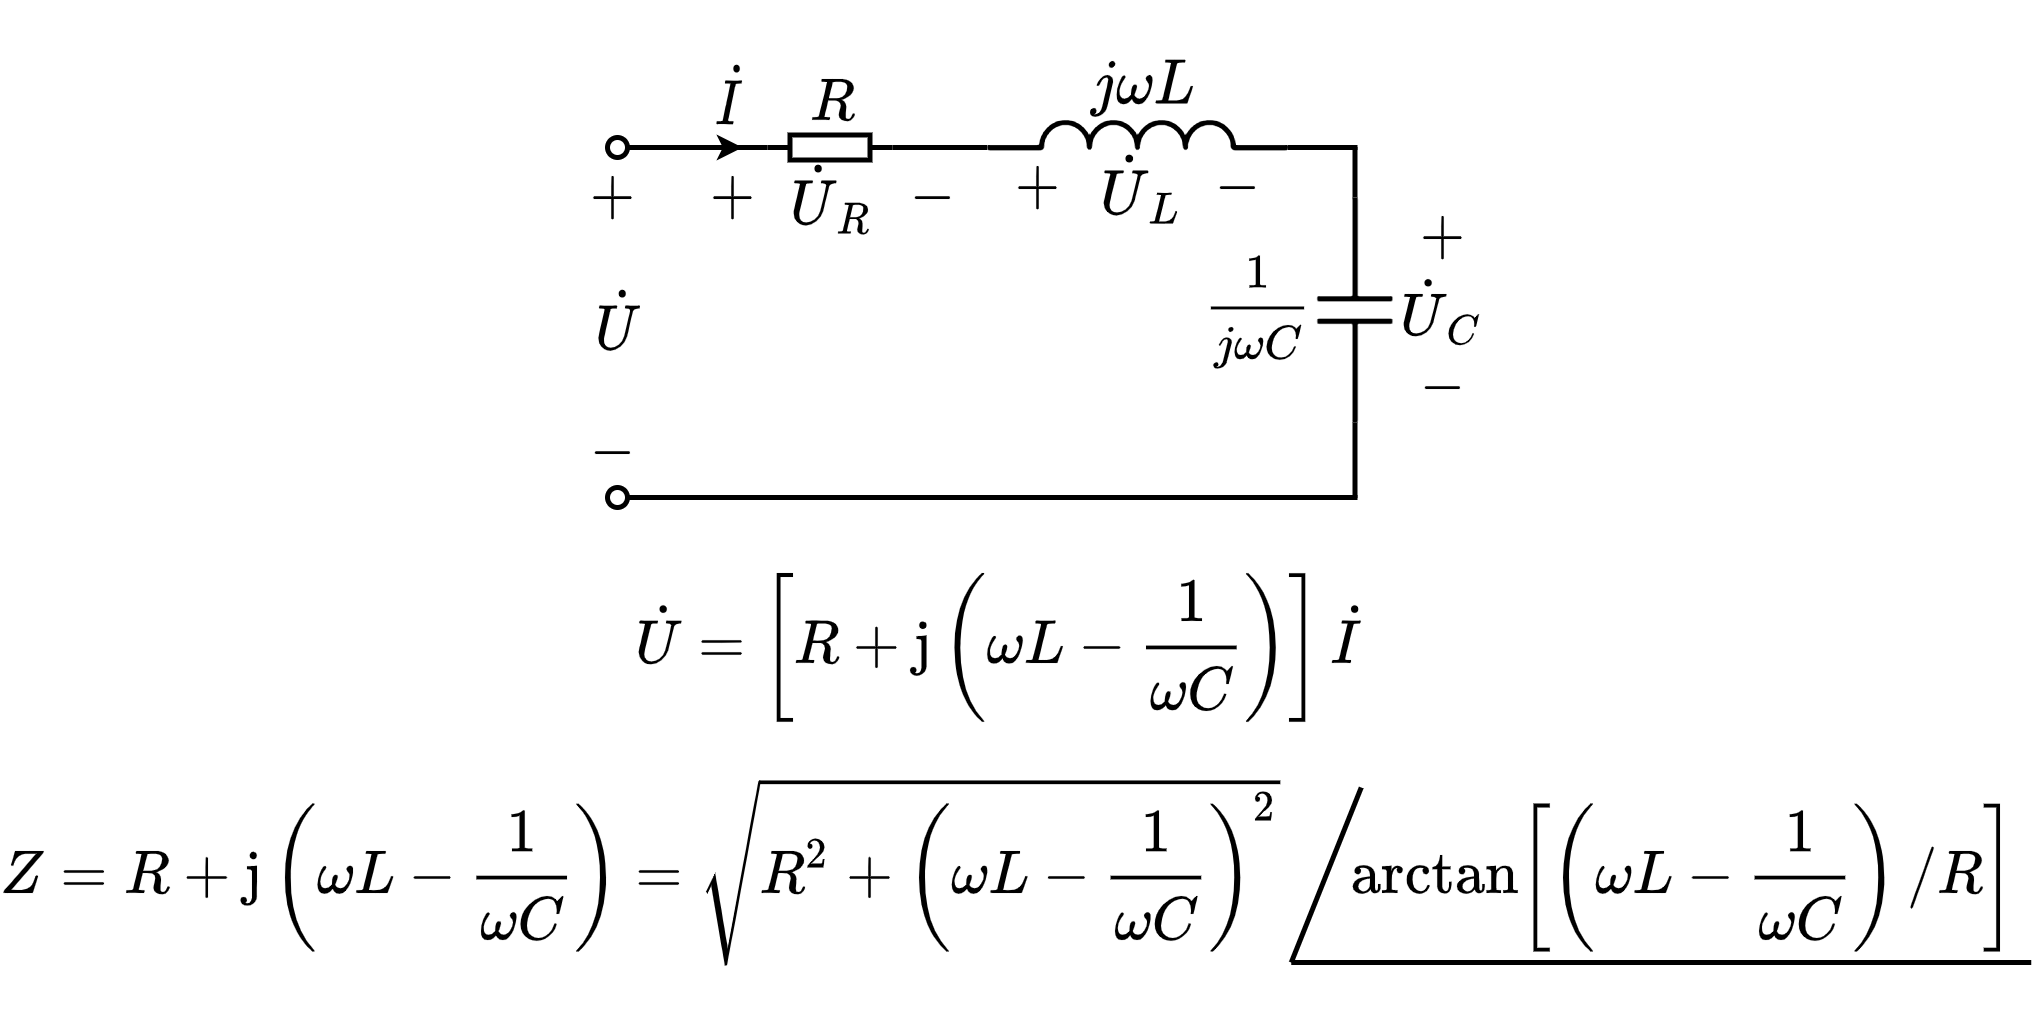 İ R jωL
+ + U̇_R − + U̇_L −
+
1/(jωC) U̇_C
U̇
−
−
U̇ = [R + j(ωL − 1/(ωC))] İ
Z = R + j(ωL − 1/(ωC)) = √(R² + (ωL − 1/(ωC))²) ∠arctan[(ωL − 1/(ωC))/R]